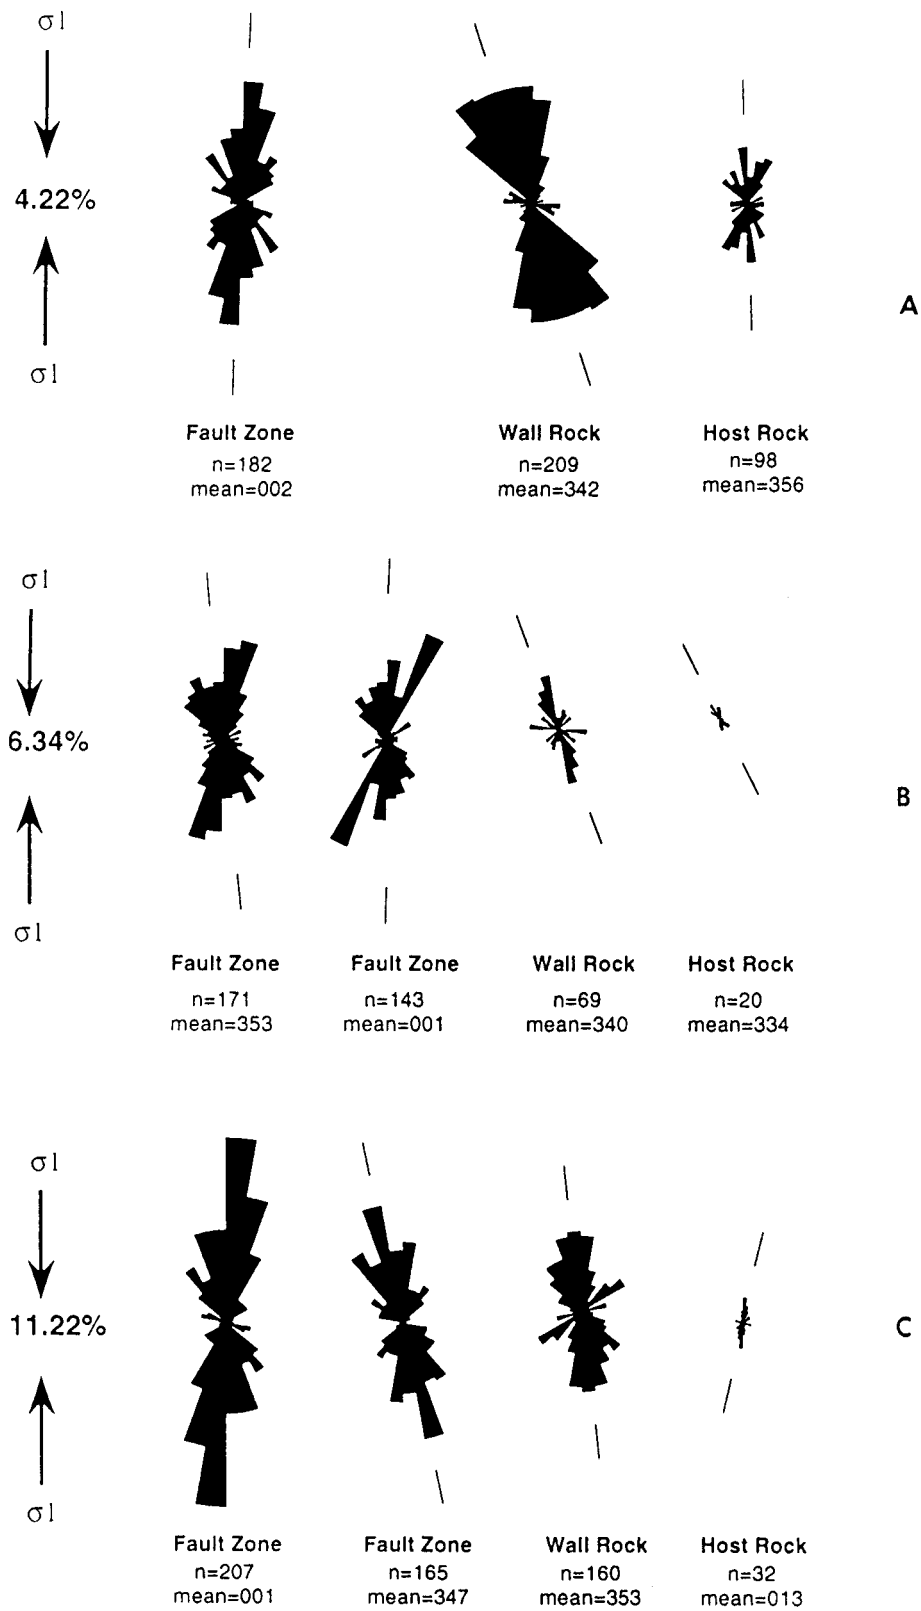 σ1
4.22%
σ1
A
Fault Zone
n=182
mean=002
Wall Rock
n=209
mean=342
Host Rock
n=98
mean=356
σ1
6.34%
σ1
B
Fault Zone
n=171
mean=353
Fault Zone
n=143
mean=001
Wall Rock
n=69
mean=340
Host Rock
n=20
mean=334
σ1
11.22%
σ1
C
Fault Zone
n=207
mean=001
Fault Zone
n=165
mean=347
Wall Rock
n=160
mean=353
Host Rock
n=32
mean=013